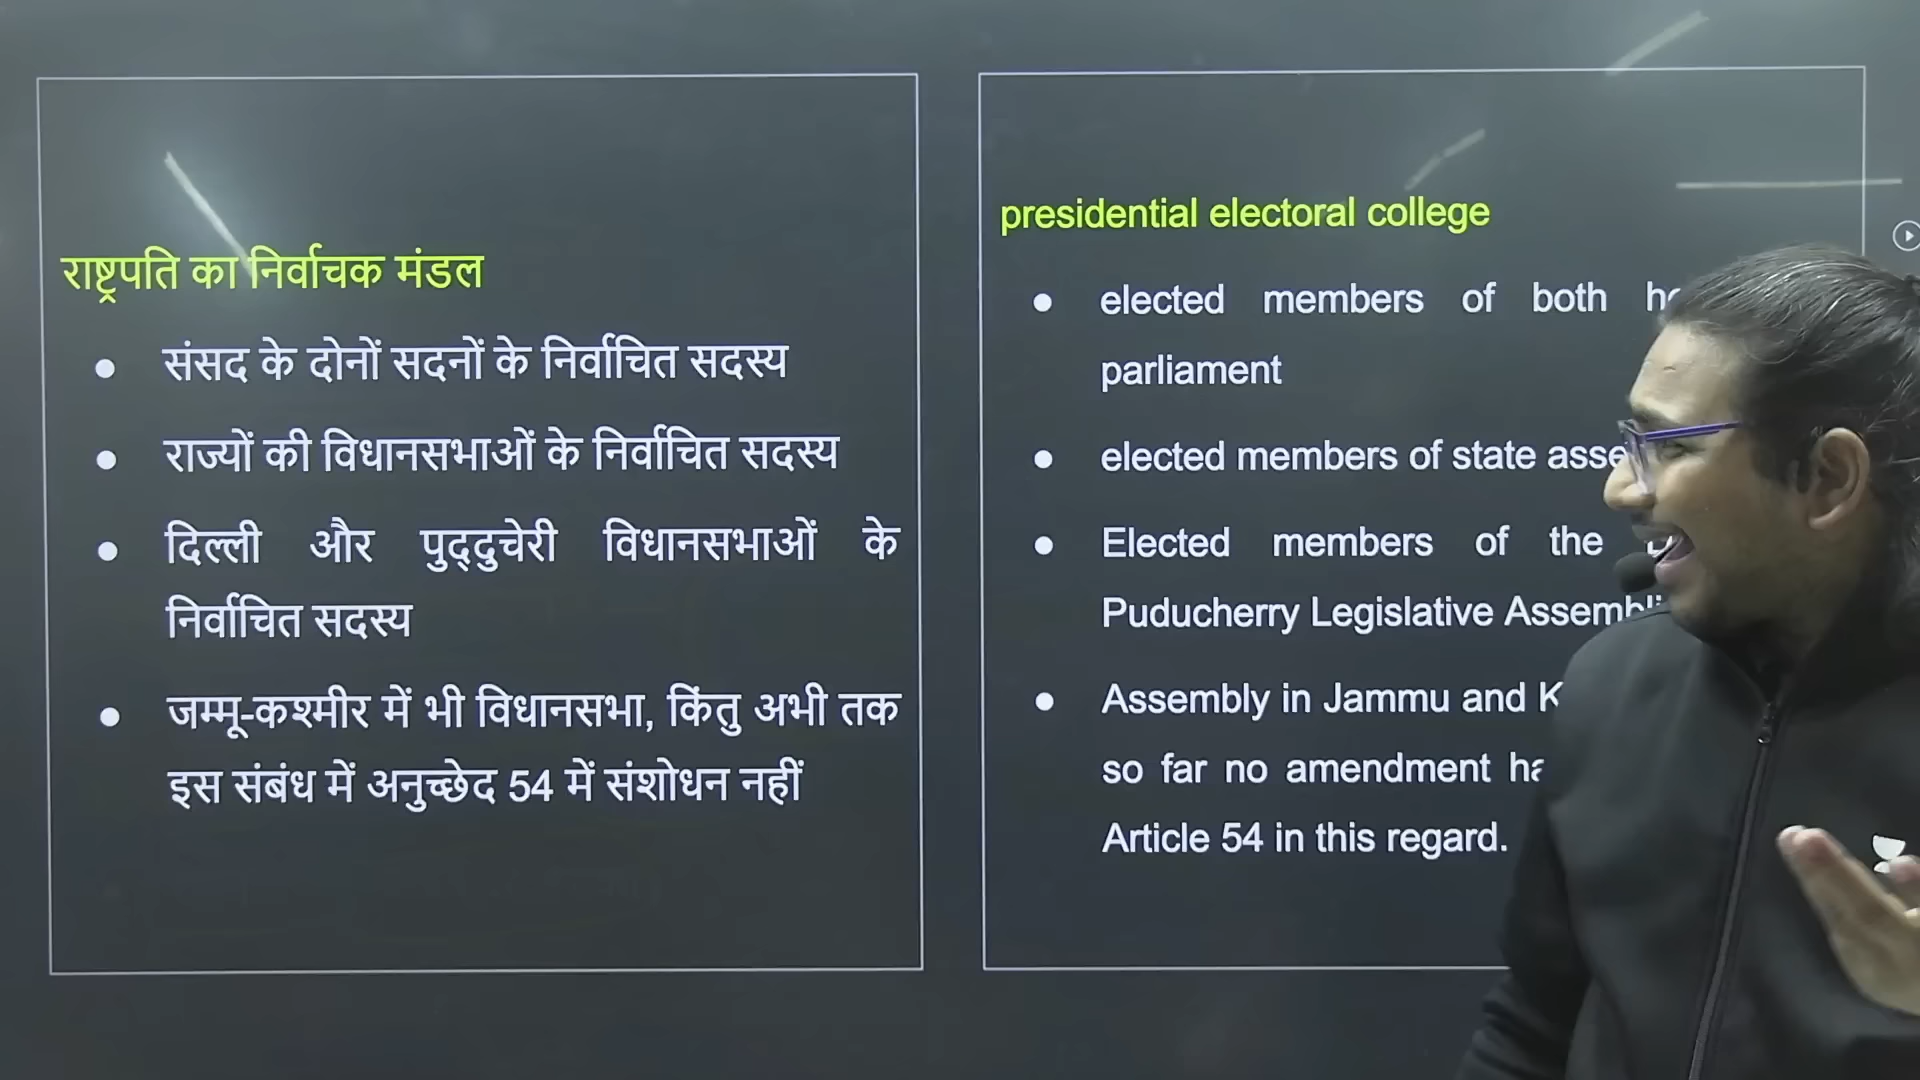 राष्ट्रपति का निर्वाचक मंडल
● संसद के दोनों सदनों के निर्वाचित सदस्य
● राज्यों की विधानसभाओं के निर्वाचित सदस्य
● दिल्ली और पुद्दुचेरी विधानसभाओं के
निर्वाचित सदस्य
● जम्मू-कश्मीर में भी विधानसभा, किंतु अभी तक
इस संबंध में अनुच्छेद 54 में संशोधन नहीं
presidential electoral college
● elected members of both
parliament
● elected members of state
● Elected members of the
Puducherry Legislative
● Assembly in Jammu and
so far no amendment
Article 54 in this regard.